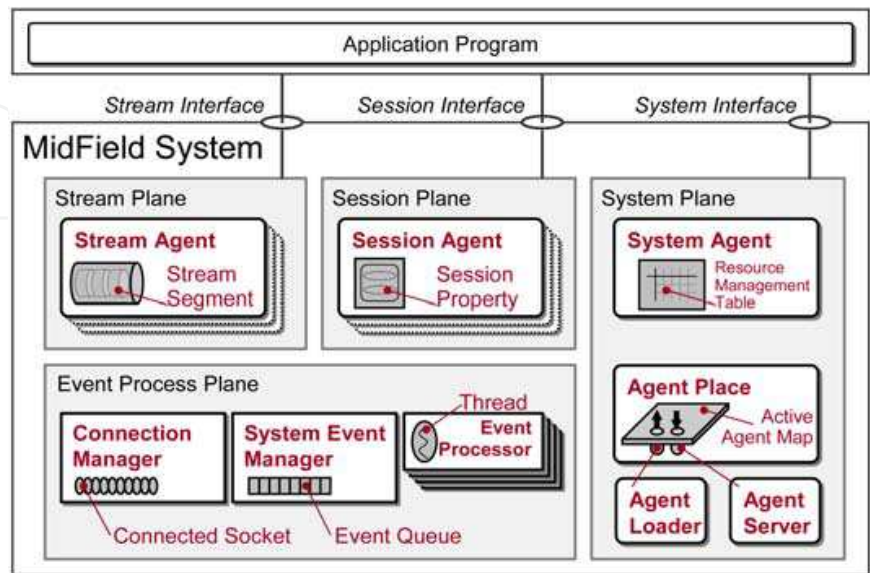 Application Program
Stream Interface
Session Interface
System Interface
MidField System
Stream Plane
Stream Agent
Stream
Segment
Session Plane
Session Agent
Session
Property
System Plane
System Agent
Resource
Management
Table
Event Process Plane
Connection
Manager
Connected Socket
System Event
Manager
Event Queue
Thread
Event
Processor
Agent Place
Active
Agent Map
Agent
Loader
Agent
Server